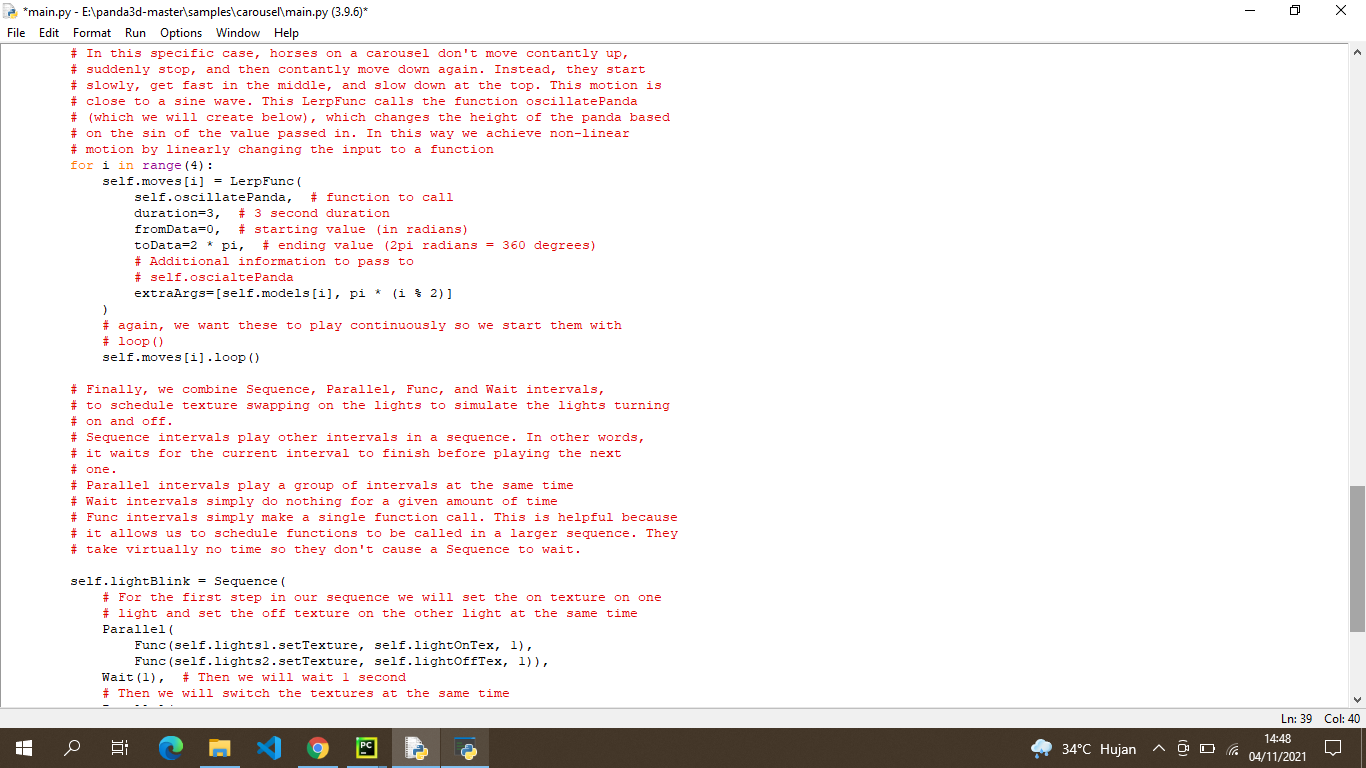 *main.py - E:\panda3d-master\samples\carousel\main.py (3.9.6)*
File Edit Format Run Options Window Help
# In this specific case, horses on a carousel don't move contantly up,
# suddenly stop, and then contantly move down again. Instead, they start
# slowly, get fast in the middle, and slow down at the top. This motion is
# close to a sine wave. This LerpFunc calls the function oscillatePanda
# (which we will create below), which changes the height of the panda based
# on the sin of the value passed in. In this way we achieve non-linear
# motion by linearly changing the input to a function
for i in range(4):
self.moves[i] = LerpFunc(
self.oscillatePanda,  # function to call
duration=3,  # 3 second duration
fromData=0,  # starting value (in radians)
toData=2 * pi,  # ending value (2pi radians = 360 degrees)
# Additional information to pass to
# self.oscialtePanda
extraArgs=[self.models[i], pi * (i % 2)]
)
# again, we want these to play continuously so we start them with
# loop()
self.moves[i].loop()
# Finally, we combine Sequence, Parallel, Func, and Wait intervals,
# to schedule texture swapping on the lights to simulate the lights turning
# on and off.
# Sequence intervals play other intervals in a sequence. In other words,
# it waits for the current interval to finish before playing the next
# one.
# Parallel intervals play a group of intervals at the same time
# Wait intervals simply do nothing for a given amount of time
# Func intervals simply make a single function call. This is helpful because
# it allows us to schedule functions to be called in a larger sequence. They
# take virtually no time so they don't cause a Sequence to wait.
self.lightBlink = Sequence(
# For the first step in our sequence we will set the on texture on one
# light and set the off texture on the other light at the same time
Parallel(
Func(self.lights1.setTexture, self.lightOnTex, 1),
Func(self.lights2.setTexture, self.lightOffTex, 1)),
Wait(1),  # Then we will wait 1 second
# Then we will switch the textures at the same time
Ln: 39 Col: 40
PC
34°C Hujan
14:48
04/11/2021